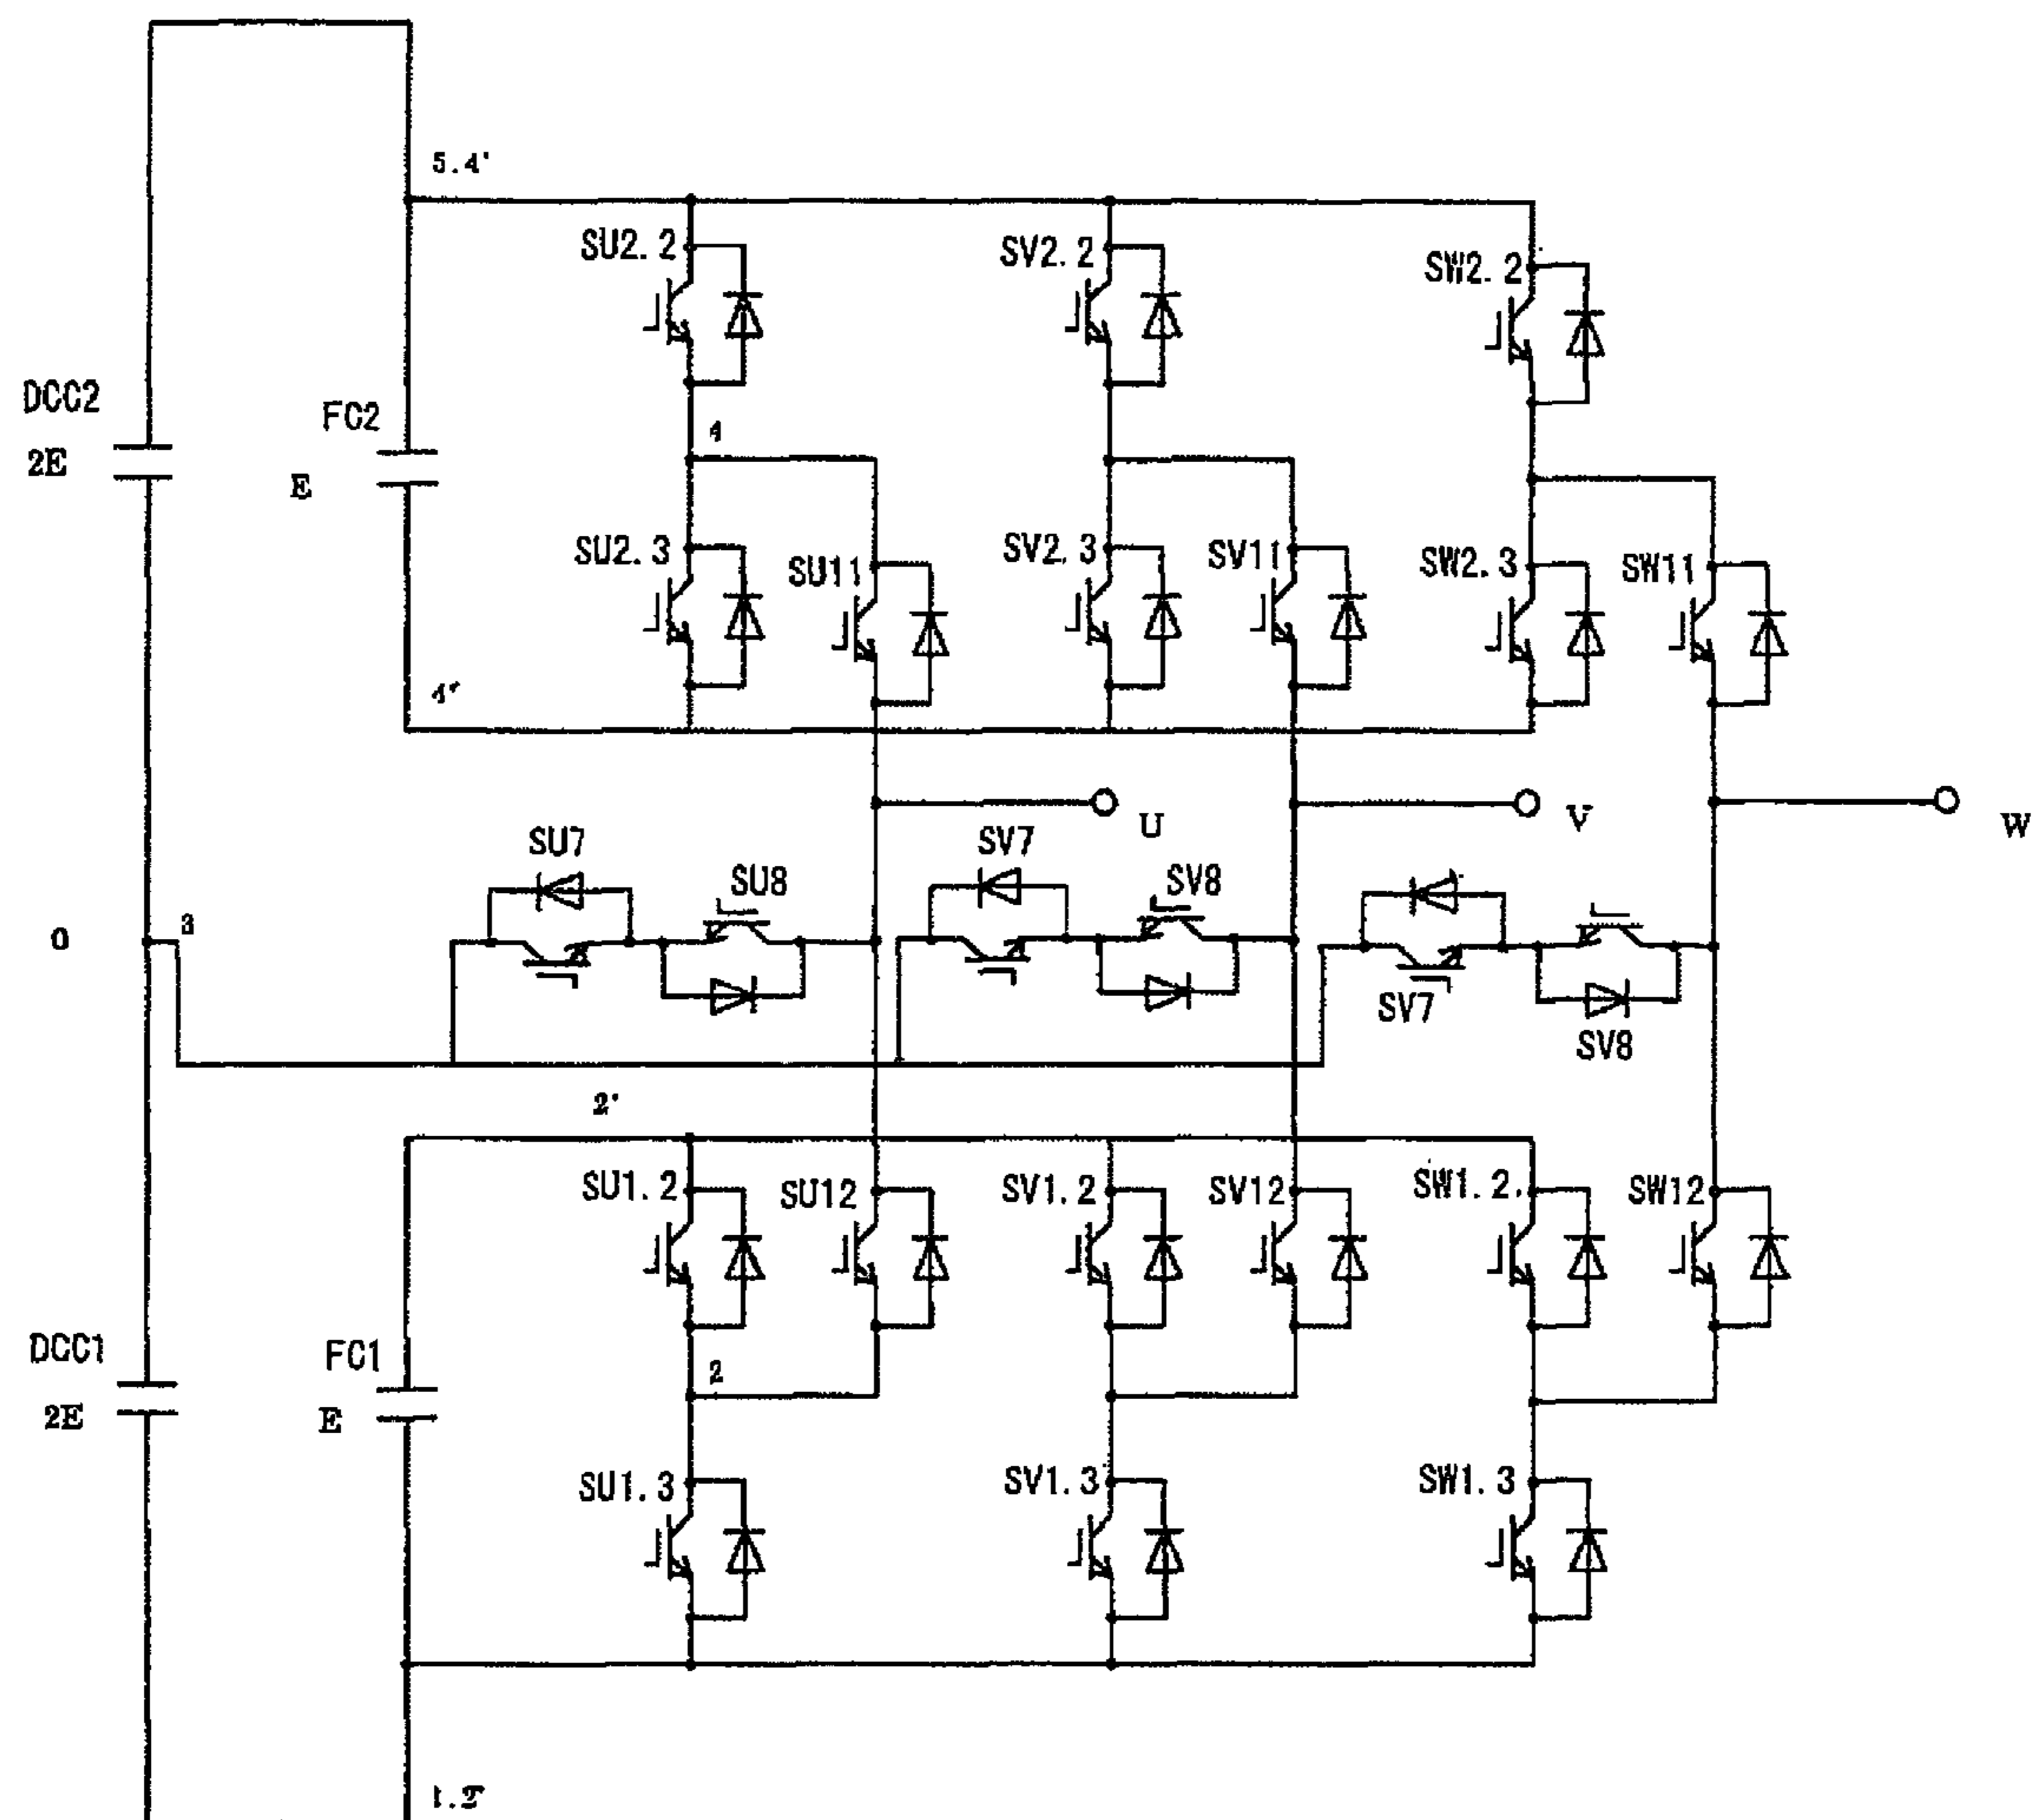 5.4'
SU2.2
SV2.2
SW2.2
DCC2
2E
FC2
E
4
SU2.3
SU11
SV2.3
SV11
SW2.3
SW11
4'
U
V
W
SU7
SU8
SV7
SV8
0
3
SV7
SV8
2'
SU1.2
SU12
SV1.2
SV12
SW1.2
SW12
DCC1
2E
FC1
E
2
SU1.3
SV1.3
SW1.3
1.2'